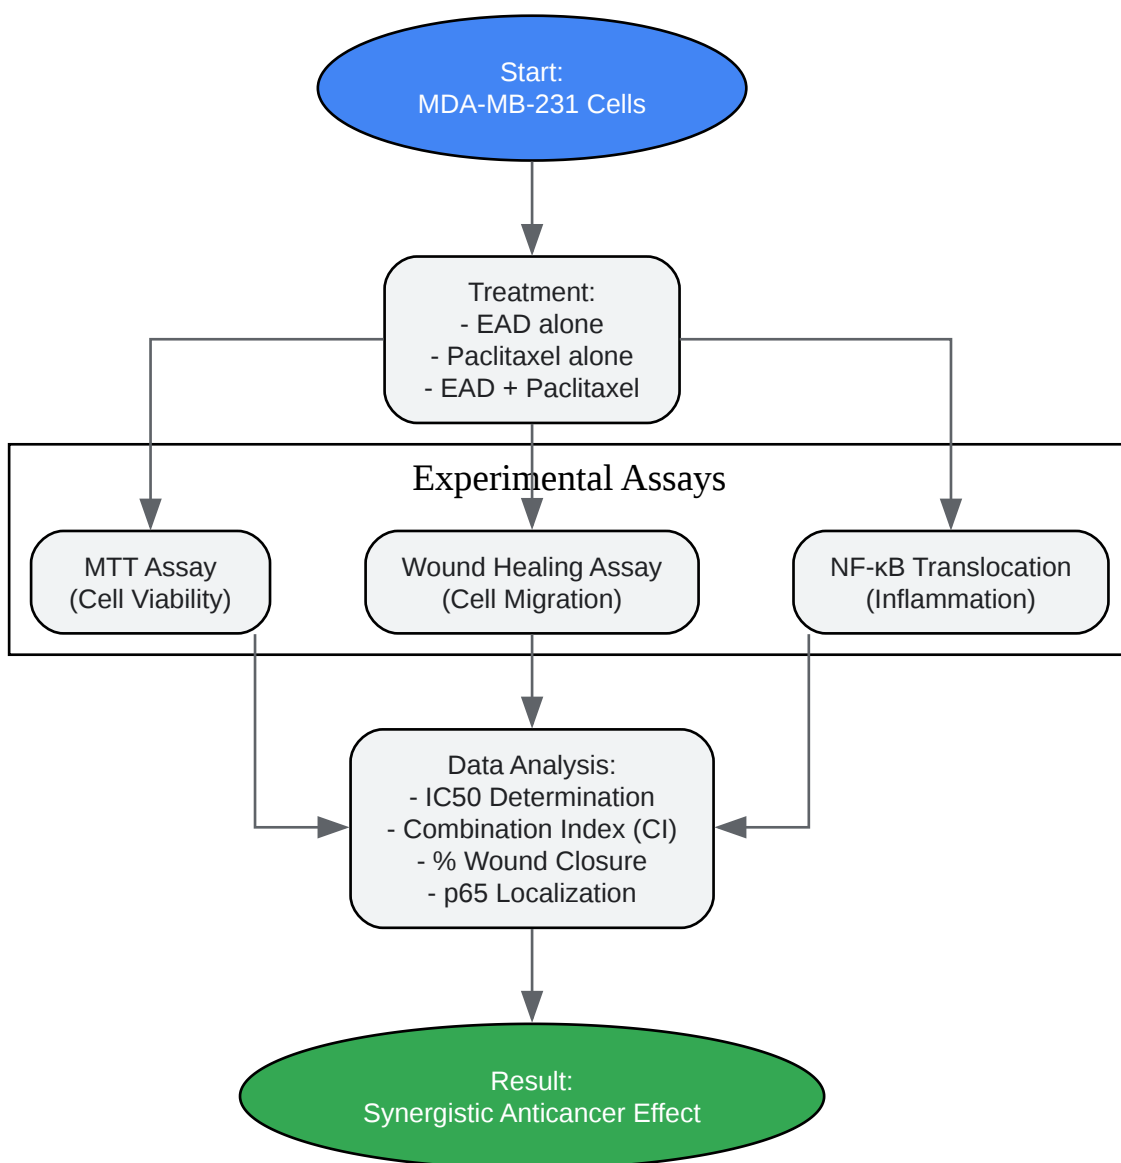 Start:
MDA-MB-231 Cells
Treatment:
- EAD alone
- Paclitaxel alone
- EAD + Paclitaxel
Experimental Assays
MTT Assay
(Cell Viability)
Wound Healing Assay
(Cell Migration)
NF-κB Translocation
(Inflammation)
Data Analysis:
- IC50 Determination
- Combination Index (CI)
- % Wound Closure
- p65 Localization
Result:
Synergistic Anticancer Effect